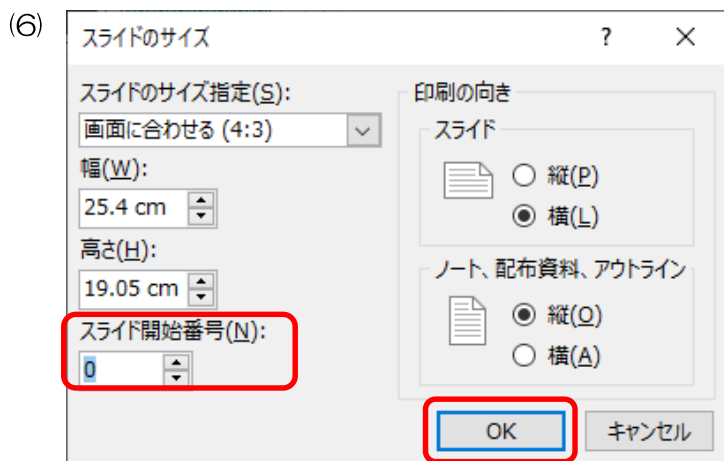 (6)
スライドのサイズ ? ×
スライドのサイズ指定(S):
画面に合わせる (4:3)
幅(W):
25.4 cm
高さ(H):
19.05 cm
スライド開始番号(N):
0
印刷の向き
スライド
縦(P)
横(L)
ノート、配布資料、アウトライン
縦(O)
横(A)
OK キャンセル